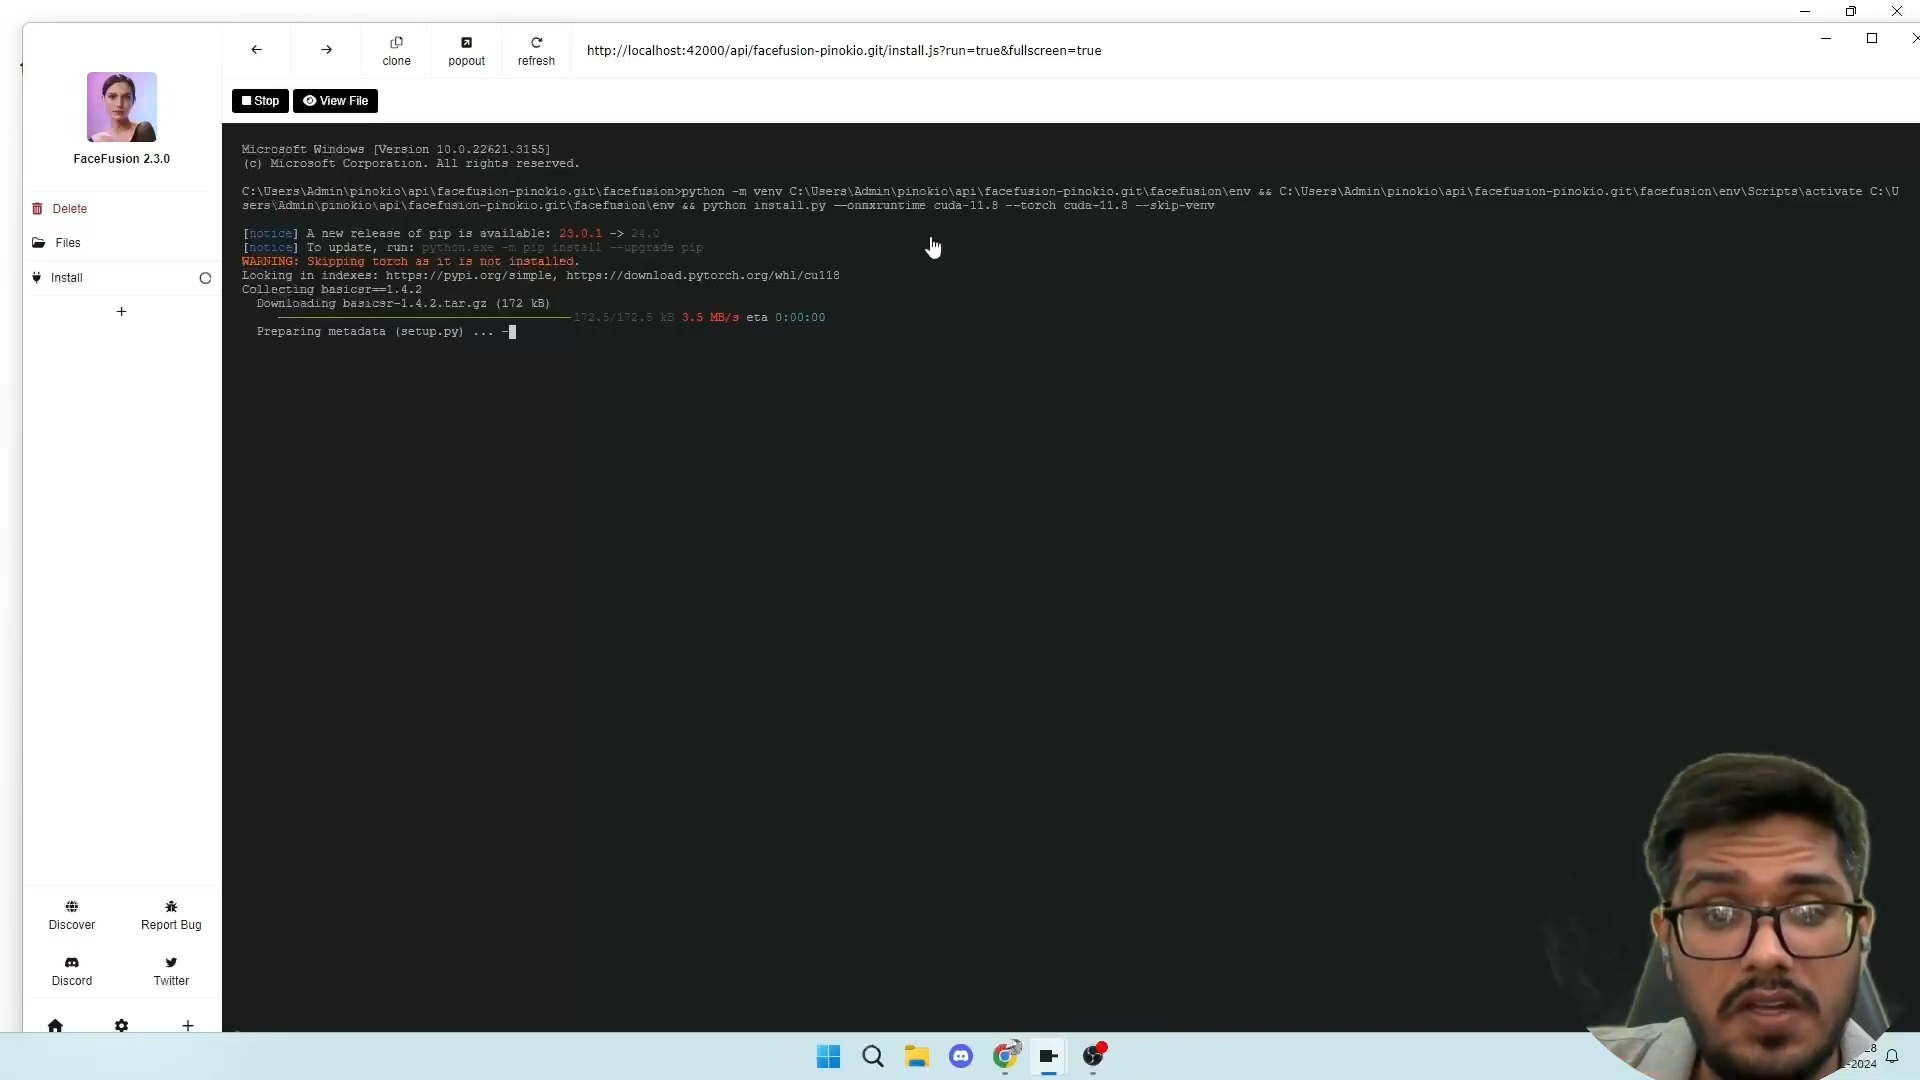 clone
popout
refresh
http://localhost:42000/api/facefusion-pinokio.git/install.js?run=true&fullscreen=true
Stop
View File
FaceFusion 2.3.0
Delete
Files
Install
Microsoft Windows [Version 10.0.22621.3155]
(c) Microsoft Corporation. All rights reserved.
C:\Users\Admin\pinokio\api\facefusion-pinokio.git\facefusion>python -m venv C:\Users\Admin\pinokio\api\facefusion-pinokio.git\facefusion\env && C:\Users\Admin\pinokio\api\facefusion-pinokio.git\facefusion\env\Scripts\activate C:\U
sers\Admin\pinokio\api\facefusion-pinokio.git\facefusion\env && python install.py --onnxruntime cuda-11.8 --torch cuda-11.8 --skip-venv
[notice] A new release of pip is available: 23.0.1 -> 24.0
[notice] To update, run: python.exe -m pip install --upgrade pip
WARNING: Skipping torch as it is not installed.
Looking in indexes: https://pypi.org/simple, https://download.pytorch.org/whl/cu118
Collecting basicsr==1.4.2
Downloading basicsr-1.4.2.tar.gz (172 kB)
172.5/172.5 kB 3.5 MB/s eta 0:00:00
Preparing metadata (setup.py) ... -
Discover
Report Bug
Discord
Twitter
-2024